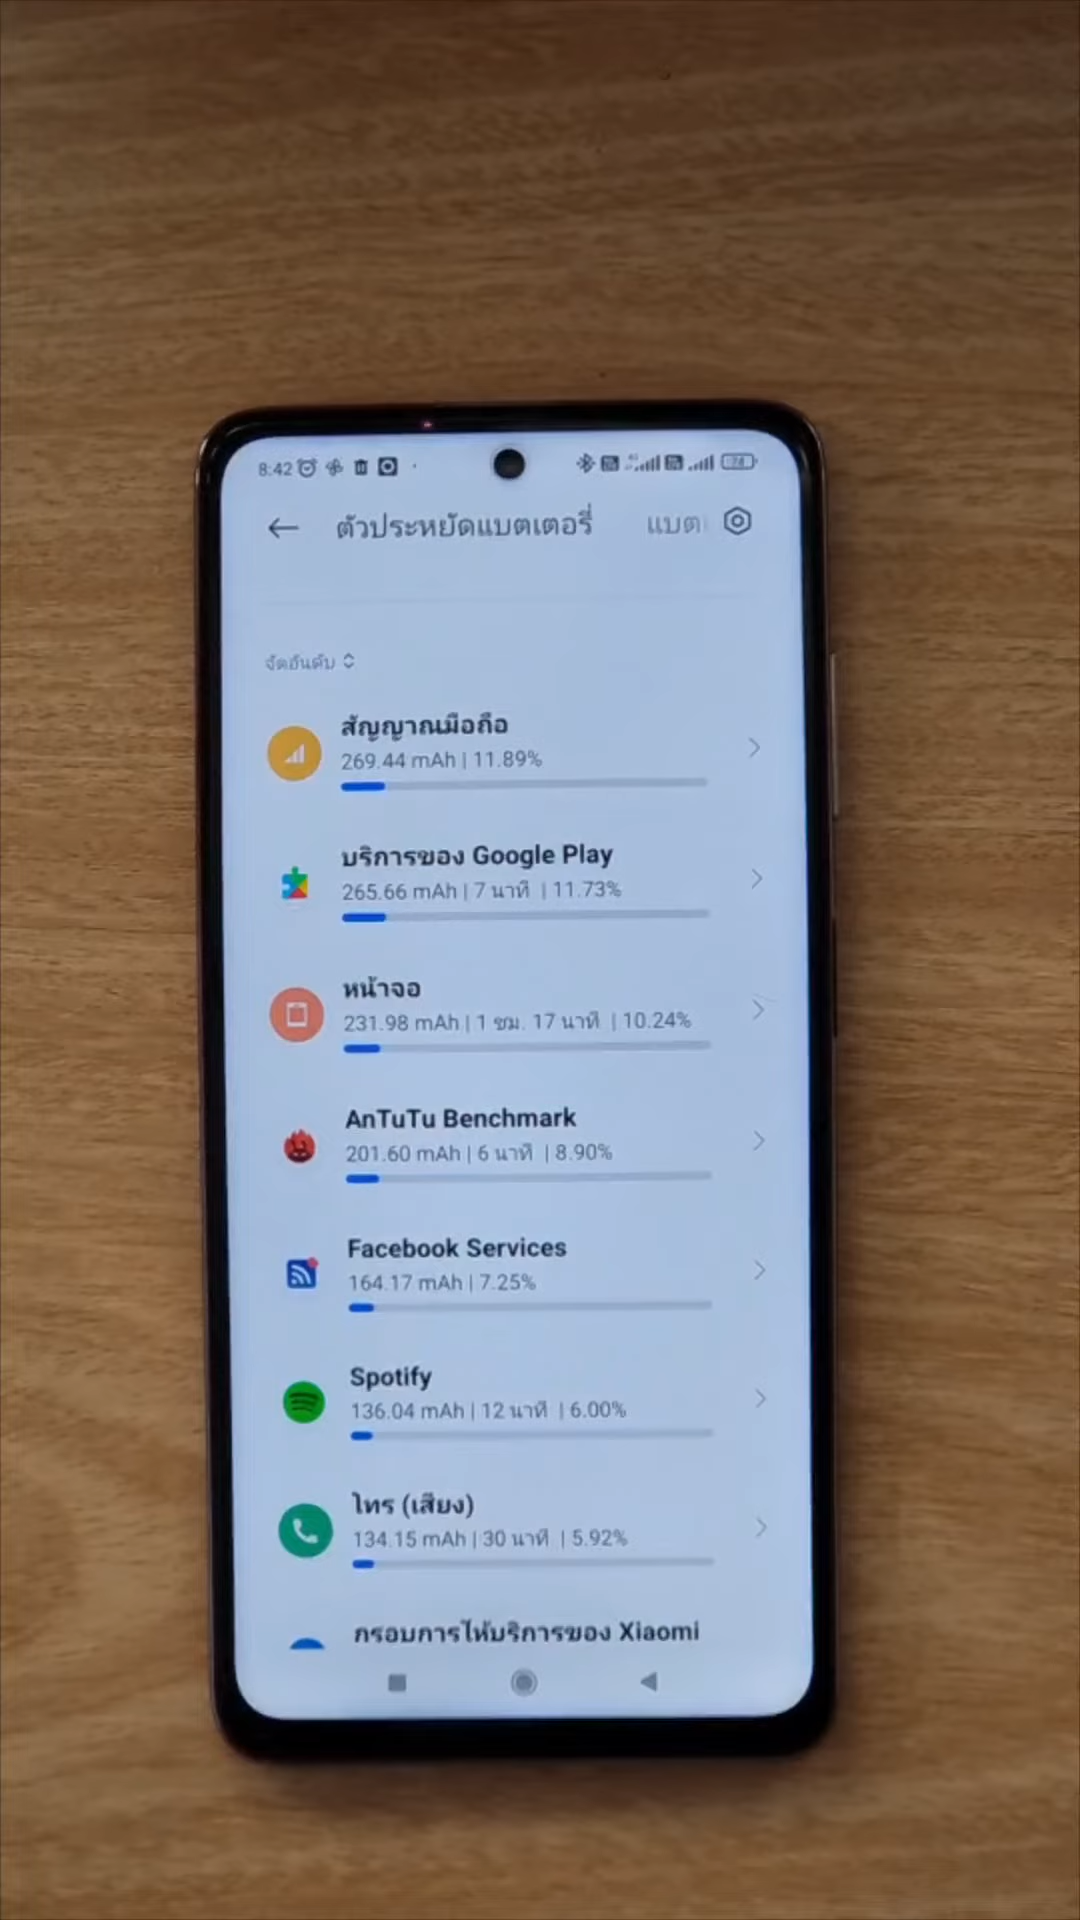 8:42
74
ตัวประหยัดแบตเตอรี่ แบต
จัดอันดับ
สัญญาณมือถือ
269.44 mAh | 11.89%
บริการของ Google Play
265.66 mAh | 7 นาที | 11.73%
หน้าจอ
231.98 mAh | 1 ชม. 17 นาที | 10.24%
AnTuTu Benchmark
201.60 mAh | 6 นาที | 8.90%
Facebook Services
164.17 mAh | 7.25%
Spotify
136.04 mAh | 12 นาที | 6.00%
โทร (เสียง)
134.15 mAh | 30 นาที | 5.92%
กรอบการให้บริการของ Xiaomi